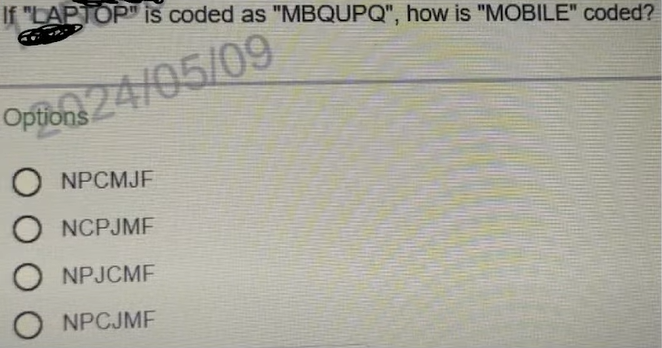 If "LAPTOP" is coded as "MBQUPQ", how is "MOBILE" coded?
2024/05/09
Options
NPCMJF
NCPJMF
NPJCMF
NPCJMF